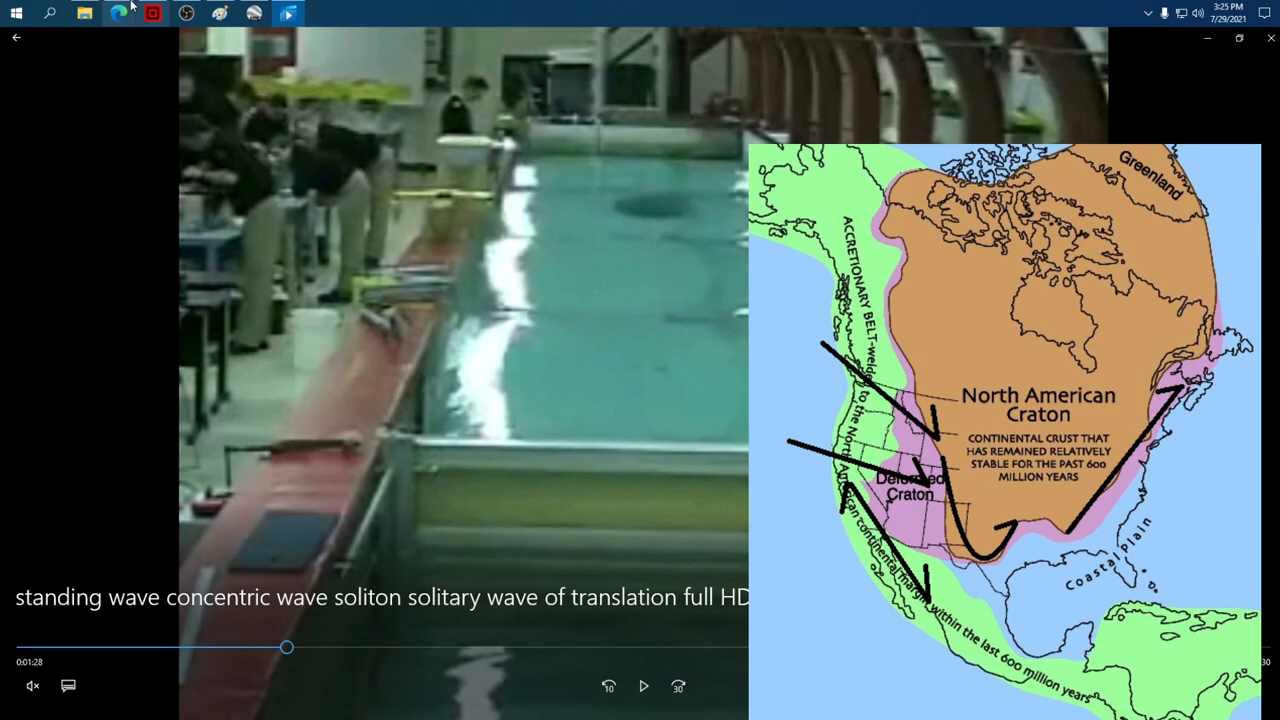 3:25 PM
7/29/2021
Greenland
ACCRETIONARY BELT-welded to the North American continental margin within the last 600 million years
North American
Craton
CONTINENTAL CRUST THAT
HAS REMAINED RELATIVELY
STABLE FOR THE PAST 600
MILLION YEARS
Deformed
Craton
Coastal Plain
standing wave concentric wave soliton solitary wave of translation full HD
0:01:28
30
10
30